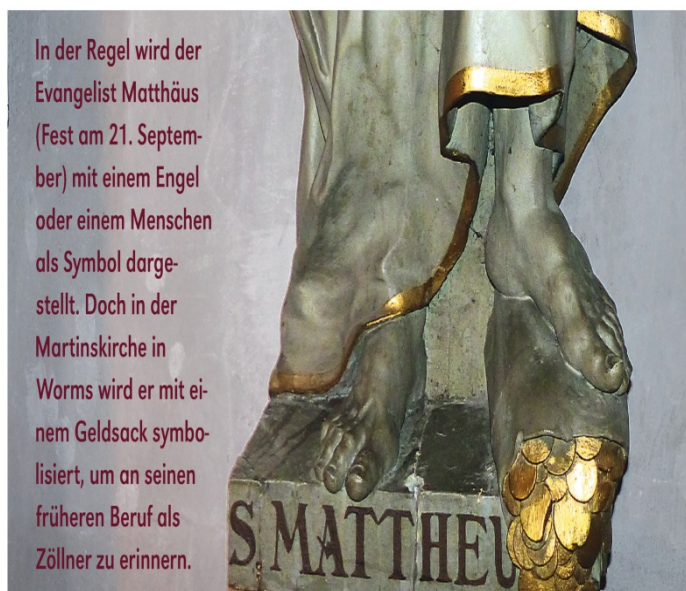 In der Regel wird der
Evangelist Matthäus
(Fest am 21. Septem-
ber) mit einem Engel
oder einem Menschen
als Symbol darge-
stellt. Doch in der
Martinskirche in
Worms wird er mit ei-
nem Geldsack symbo-
lisiert, um an seinen
früheren Beruf als
Zöllner zu erinnern.
S. MATTHEU